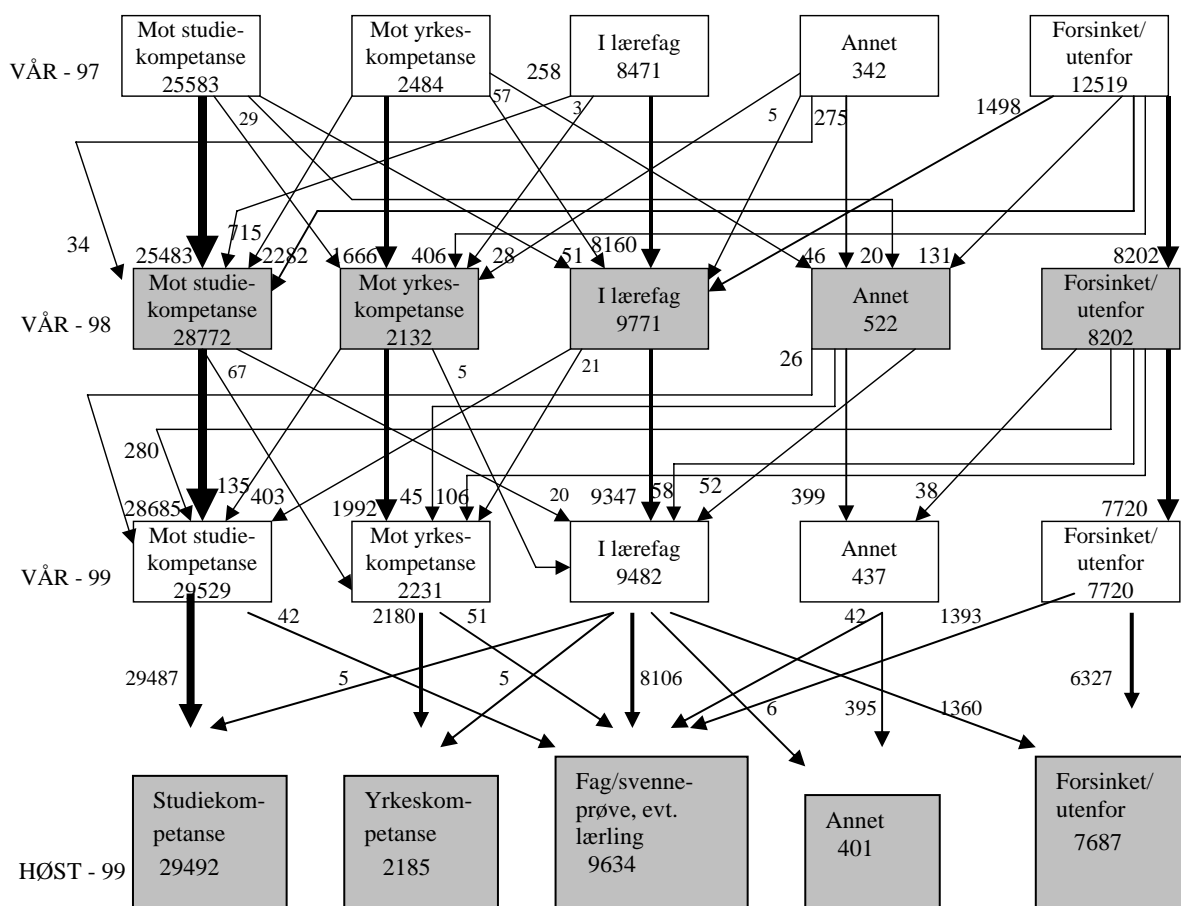 Mot studie-
kompetanse
25583
Mot yrkes-
kompetanse
2484
I lærefag
8471
Annet
342
Forsinket/
utenfor
12519
VÅR - 97
258
57
3
29
5
275
1498
34
715
25483
2282
1666
406
28
51
8160
46
20
131
8202
Mot studie-
kompetanse
28772
Mot yrkes-
kompetanse
2132
I lærefag
9771
Annet
522
Forsinket/
utenfor
8202
VÅR - 98
67
5
21
26
280
28685
135
403
1992
45
106
20
9347
58
52
399
38
7720
Mot studie-
kompetanse
29529
Mot yrkes-
kompetanse
2231
I lærefag
9482
Annet
437
Forsinket/
utenfor
7720
VÅR - 99
42
2180
51
42
1393
29487
5
5
8106
6
395
1360
6327
Studiekom-
petanse
29492
Yrkeskom-
petanse
2185
Fag/svenne-
prøve, evt.
lærling
9634
Annet
401
Forsinket/
utenfor
7687
HØST - 99